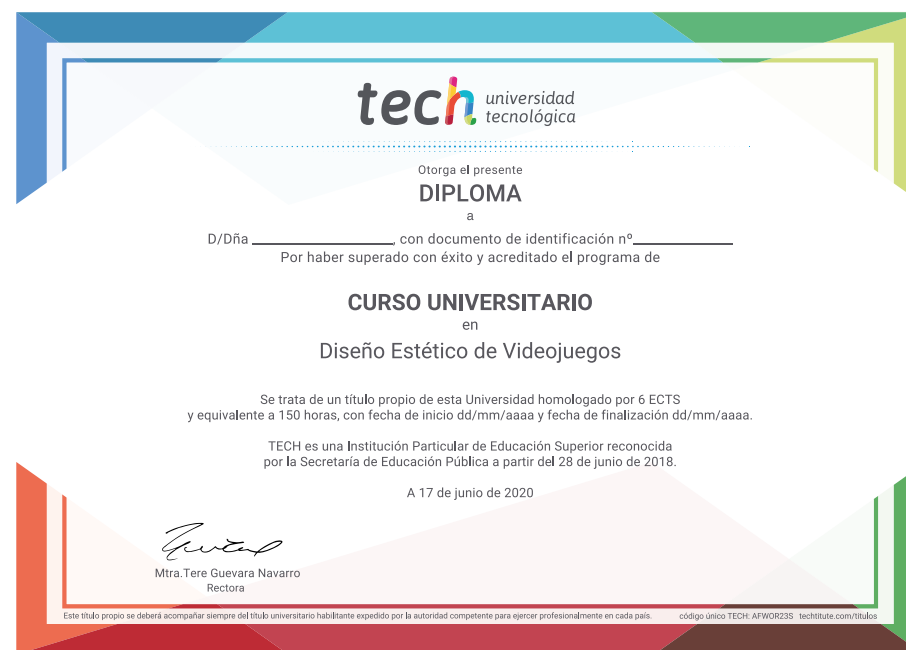 tech universidad
tecnológica
Otorga el presente
DIPLOMA
a
D/Dña ____________________, con documento de identificación nº______________
Por haber superado con éxito y acreditado el programa de
CURSO UNIVERSITARIO
en
Diseño Estético de Videojuegos
Se trata de un título propio de esta Universidad homologado por 6 ECTS
y equivalente a 150 horas, con fecha de inicio dd/mm/aaaa y fecha de finalización dd/mm/aaaa.
TECH es una Institución Particular de Educación Superior reconocida
por la Secretaría de Educación Pública a partir del 28 de junio de 2018.
A 17 de junio de 2020
Mtra.Tere Guevara Navarro
Rectora
Este título propio se deberá acompañar siempre del título universitario habilitante expedido por la autoridad competente para ejercer profesionalmente en cada país. código único TECH: AFWOR23S techtitute.com/títulos